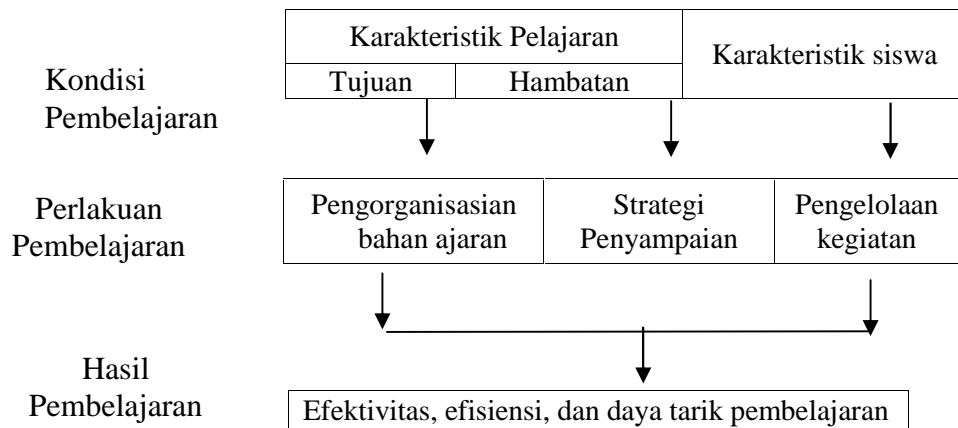 Karakteristik Pelajaran
Karakteristik siswa
Kondisi
Pembelajaran
Tujuan
Hambatan
Perlakuan
Pembelajaran
Pengorganisasian
bahan ajaran
Strategi
Penyampaian
Pengelolaan
kegiatan
Hasil
Pembelajaran
Efektivitas, efisiensi, dan daya tarik pembelajaran